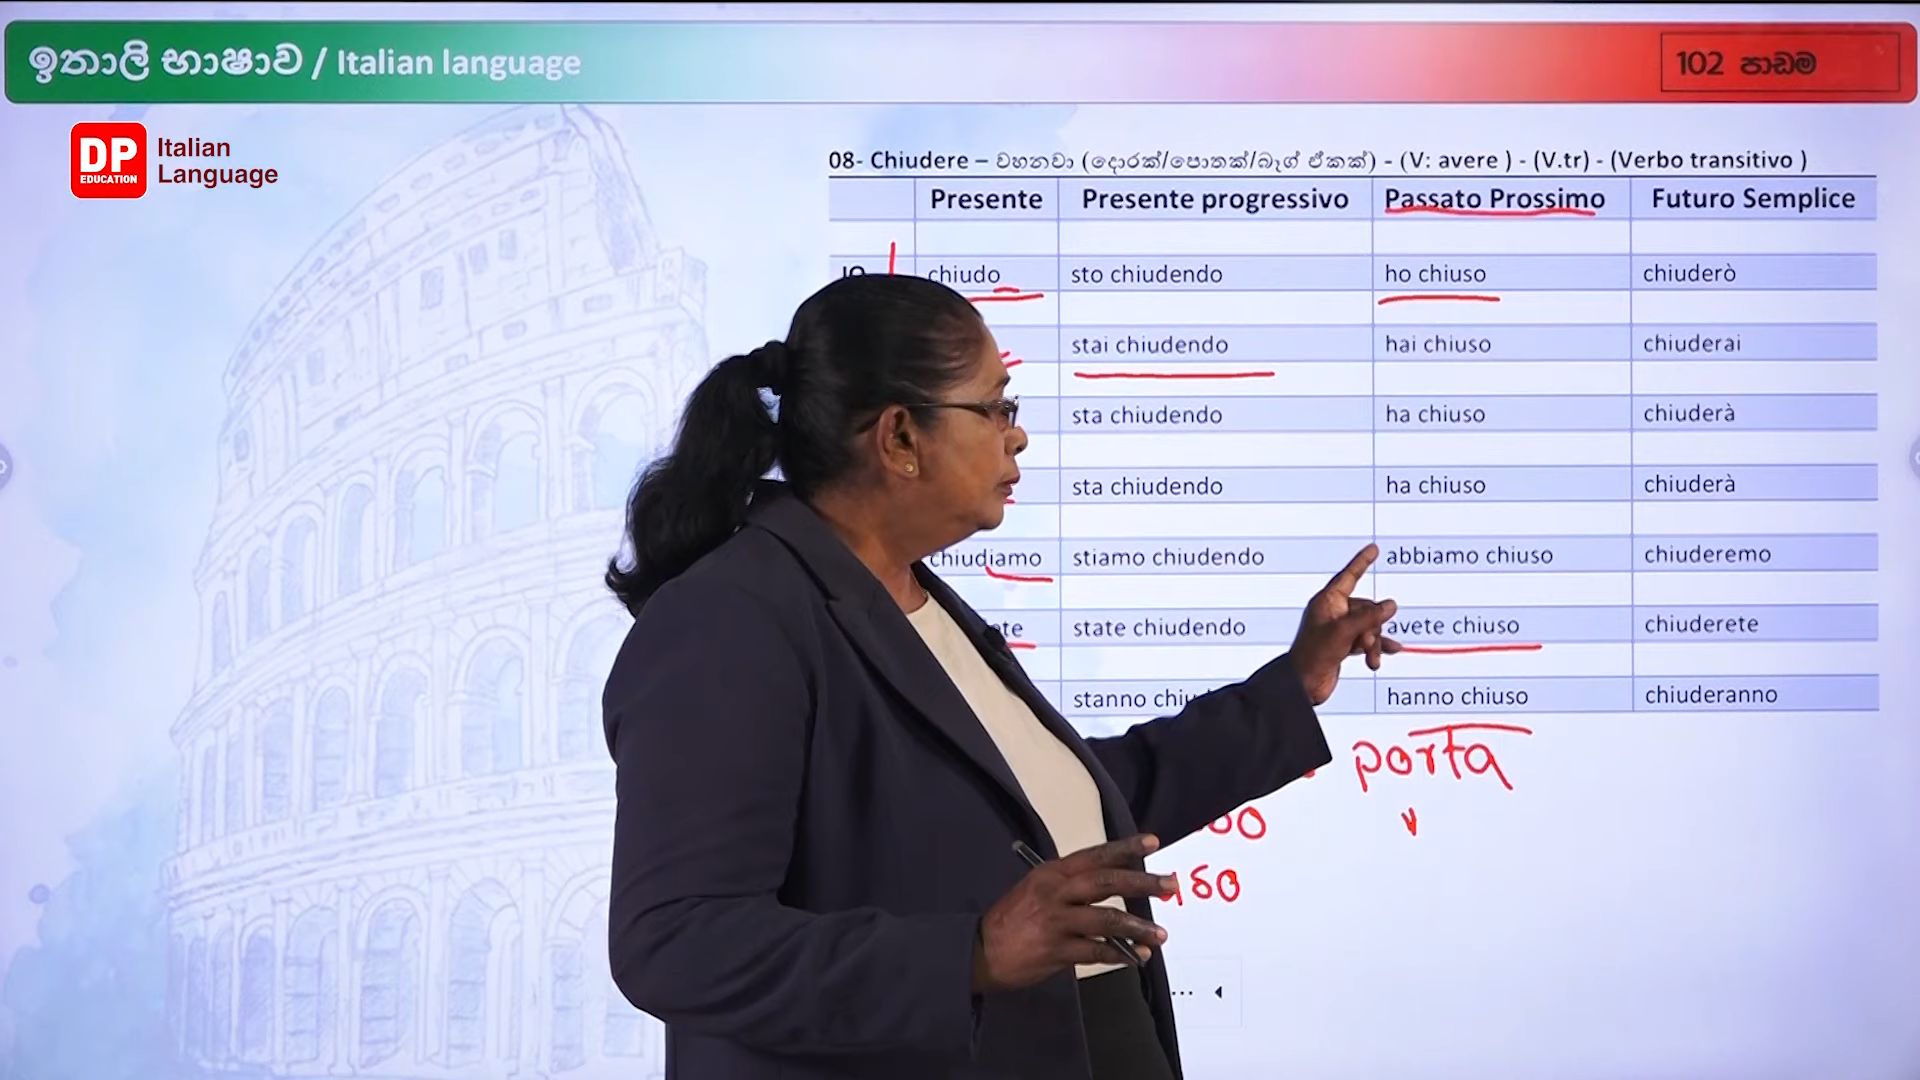 ඉතාලි භාෂාව / Italian language
102 පාඩම
DP EDUCATION
Italian Language
08- Chiudere – වහනවා (දොරක්/පොතක්/බෑග් ඒකක්) - (V: avere ) - (V.tr) - (Verbo transitivo )
Presente Presente progressivo Passato Prossimo Futuro Semplice
chiudo sto chiudendo ho chiuso chiuderò
stai chiudendo hai chiuso chiuderai
sta chiudendo ha chiuso chiuderà
sta chiudendo ha chiuso chiuderà
chiudiamo stiamo chiudendo abbiamo chiuso chiuderemo
state chiudendo avete chiuso chiuderete
stanno hanno chiuso chiuderanno
porta